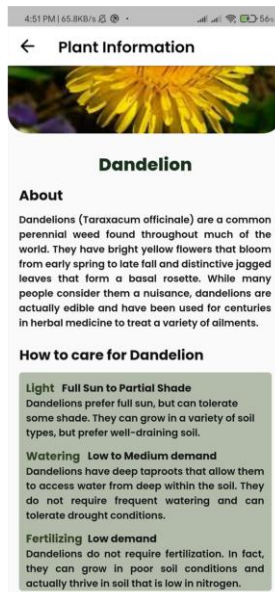 4:51 PM | 65.8KB/s
Plant Information
Dandelion
About
Dandelions (Taraxacum officinale) are a common
perennial weed found throughout much of the
world. They have bright yellow flowers that bloom
from early spring to late fall and distinctive jagged
leaves that form a basal rosette. While many
people consider them a nuisance, dandelions are
actually edible and have been used for centuries
in herbal medicine to treat a variety of ailments.
How to care for Dandelion
Light Full Sun to Partial Shade
Dandelions prefer full sun, but can tolerate
some shade. They can grow in a variety of soil
types, but prefer well-draining soil.
Watering Low to Medium demand
Dandelions have deep taproots that allow them
to access water from deep within the soil. They
do not require frequent watering and can
tolerate drought conditions.
Fertilizing Low demand
Dandelions do not require fertilization. In fact,
they can grow in poor soil conditions and
actually thrive in soil that is low in nitrogen.